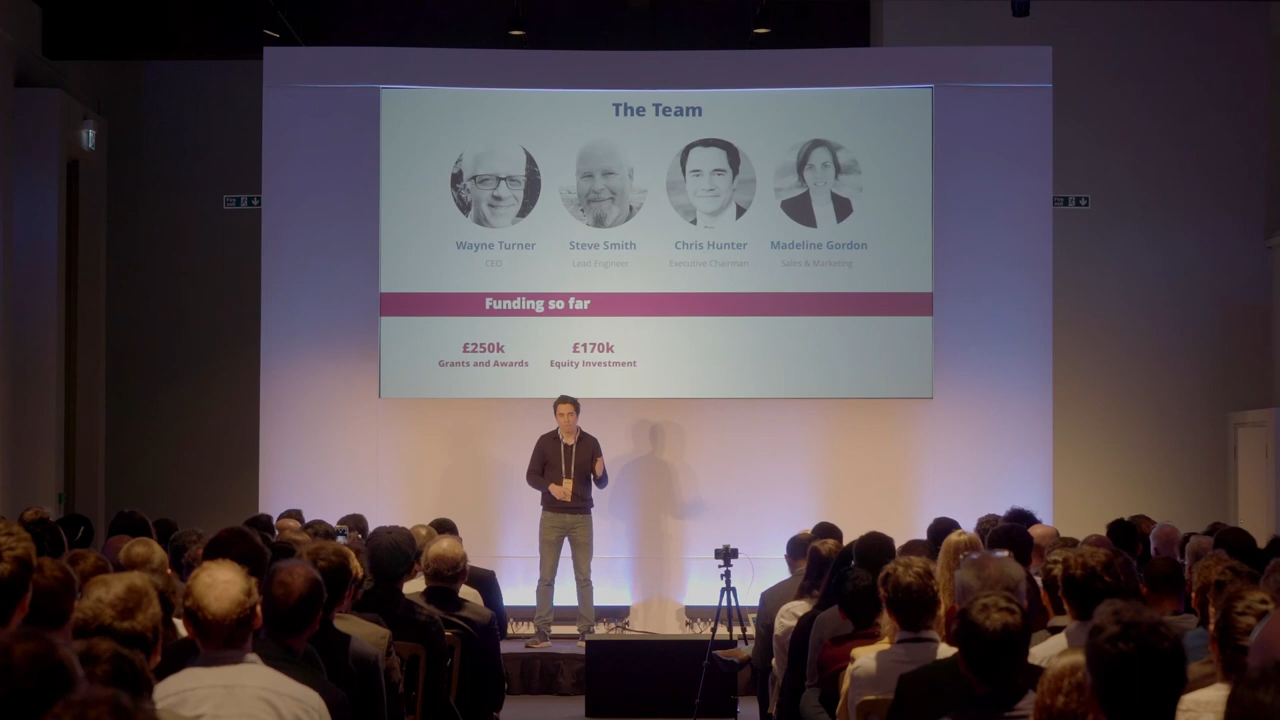 The Team
Wayne Turner
Steve Smith
Chris Hunter
Madeline Gordon
CEO
Lead Engineer
Executive Chairman
Sales & Marketing
Funding so far
£250k
£170k
Grants and Awards
Equity Investment